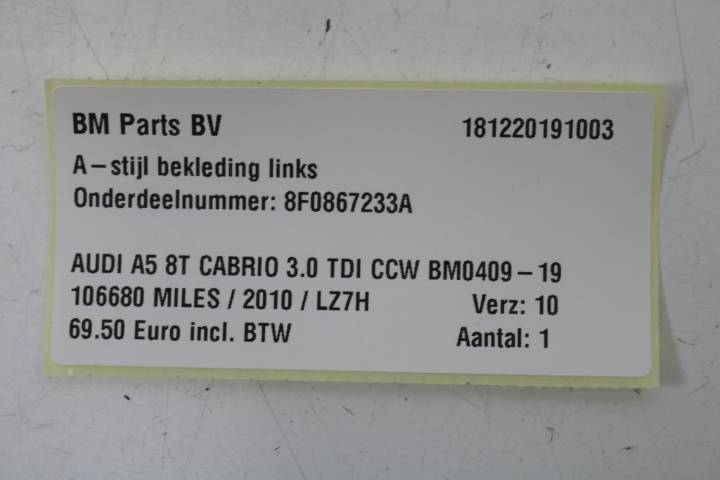 BM Parts BV 181220191003
A-stijl bekleding links
Onderdeelnummer: 8F0867233A
AUDI A5 8T CABRIO 3.0 TDI CCW BM0409-19
106680 MILES / 2010 / LZ7H Verz: 10
69.50 Euro incl. BTW Aantal: 1